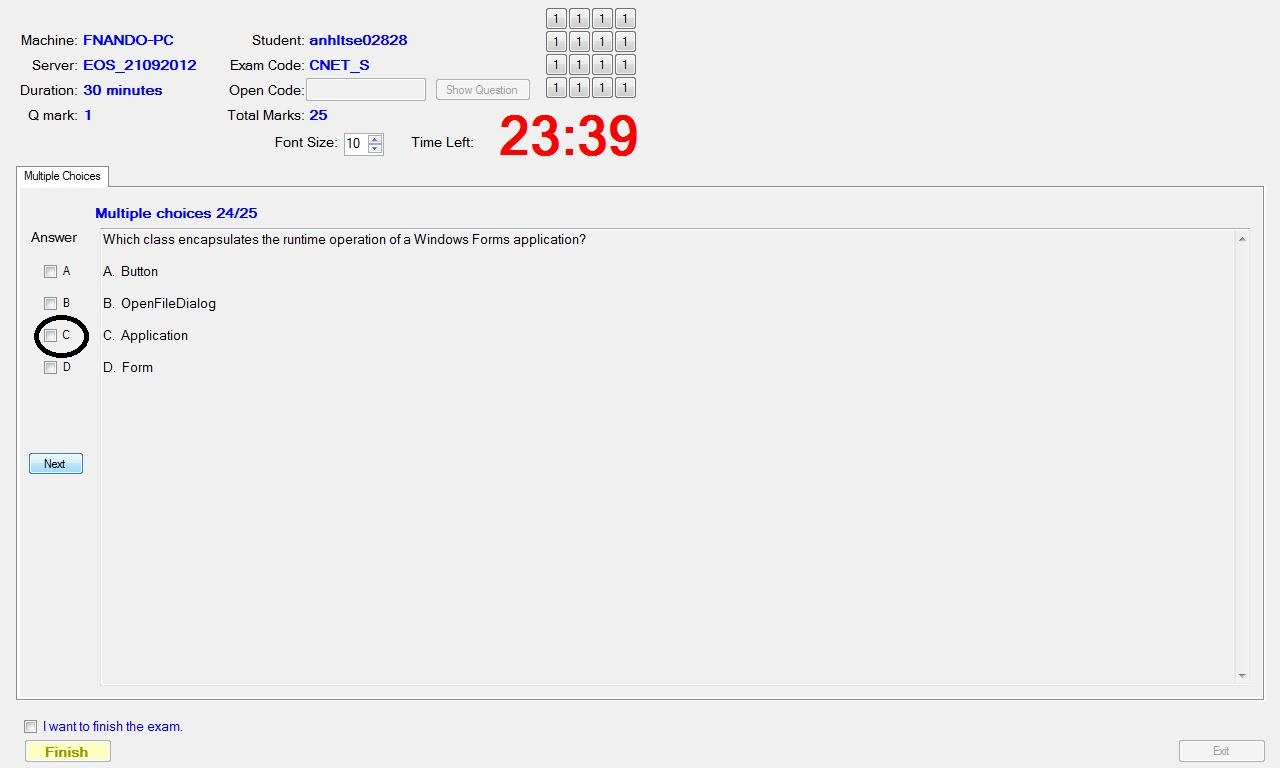 Machine: FNANDO-PC Student: anhltse02828
Server: EOS_21092012 Exam Code: CNET_S
Duration: 30 minutes Open Code: Show Question
Q mark: 1 Total Marks: 25
Font Size: 10 Time Left: 23:39
1 1 1 1
1 1 1 1
1 1 1 1
1 1 1 1
Multiple Choices
Multiple choices 24/25
Answer Which class encapsulates the runtime operation of a Windows Forms application?
A A. Button
B B. OpenFileDialog
C C. Application
D D. Form
Next
I want to finish the exam.
Finish Exit